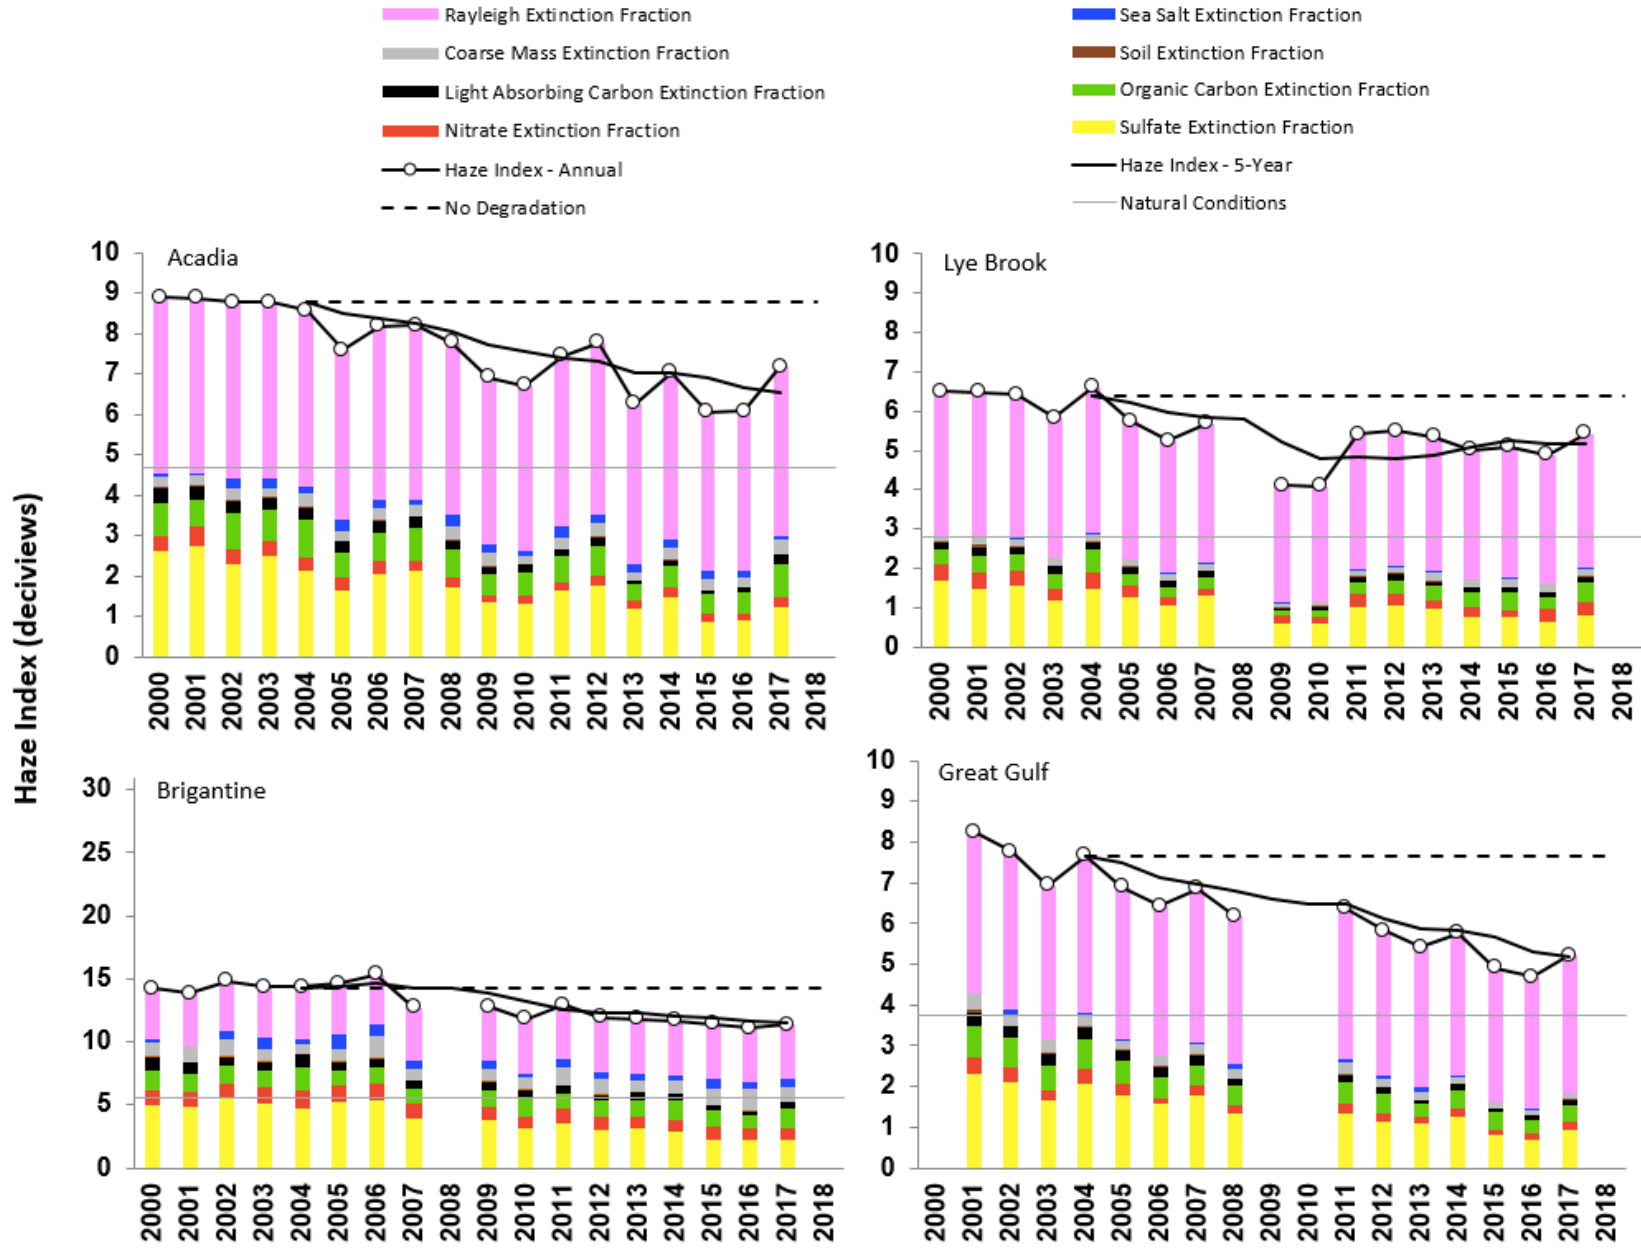 Rayleigh Extinction Fraction
Coarse Mass Extinction Fraction
Light Absorbing Carbon Extinction Fraction
Nitrate Extinction Fraction
Haze Index - Annual
No Degradation
Sea Salt Extinction Fraction
Soil Extinction Fraction
Organic Carbon Extinction Fraction
Sulfate Extinction Fraction
Haze Index - 5-Year
Natural Conditions
Haze Index (deciviews)
Acadia
10
9
8
7
6
5
4
3
2
1
0
2000 2001 2002 2003 2004 2005 2006 2007 2008 2009 2010 2011 2012 2013 2014 2015 2016 2017 2018
Lye Brook
10
9
8
7
6
5
4
3
2
1
0
2000 2001 2002 2003 2004 2005 2006 2007 2008 2009 2010 2011 2012 2013 2014 2015 2016 2017 2018
Brigantine
30
25
20
15
10
5
0
2000 2001 2002 2003 2004 2005 2006 2007 2008 2009 2010 2011 2012 2013 2014 2015 2016 2017 2018
Great Gulf
10
9
8
7
6
5
4
3
2
1
0
2000 2001 2002 2003 2004 2005 2006 2007 2008 2009 2010 2011 2012 2013 2014 2015 2016 2017 2018